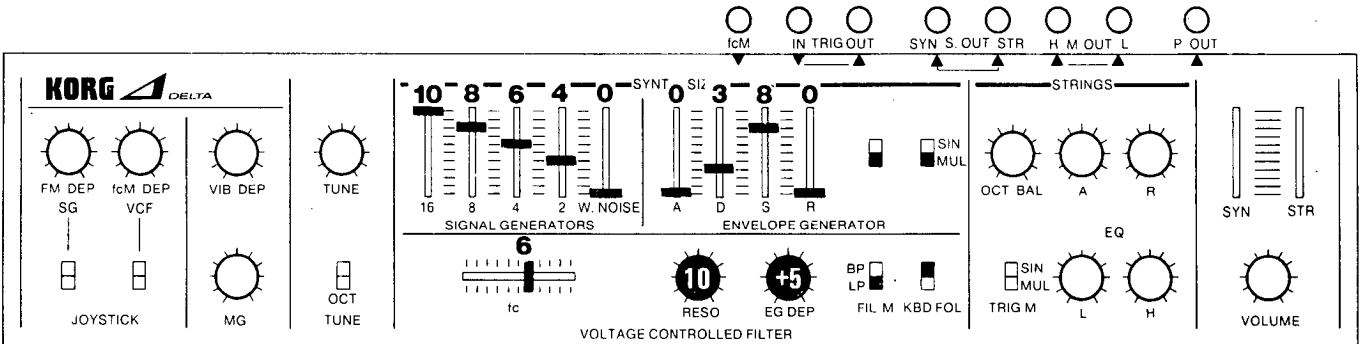 fcM IN TRIG OUT SYN S. OUT STR H M OUT L P OUT
KORG DELTA
SYNT SIZ
STRINGS
10 8 6 4 0 0 3 8 0
SIN
MUL
FM DEP fcM DEP VIB DEP TUNE
OCT BAL A R
16 8 4 2 W. NOISE A D S R
SG VCF
SYN STR
SIGNAL GENERATORS ENVELOPE GENERATOR
EQ
6
10 +5
BP
LP
SIN
MUL
fc RESO EG DEP FIL M KBD FOL
TRIG M L H
OCT
JOYSTICK MG TUNE
VOLUME
VOLTAGE CONTROLLED FILTER